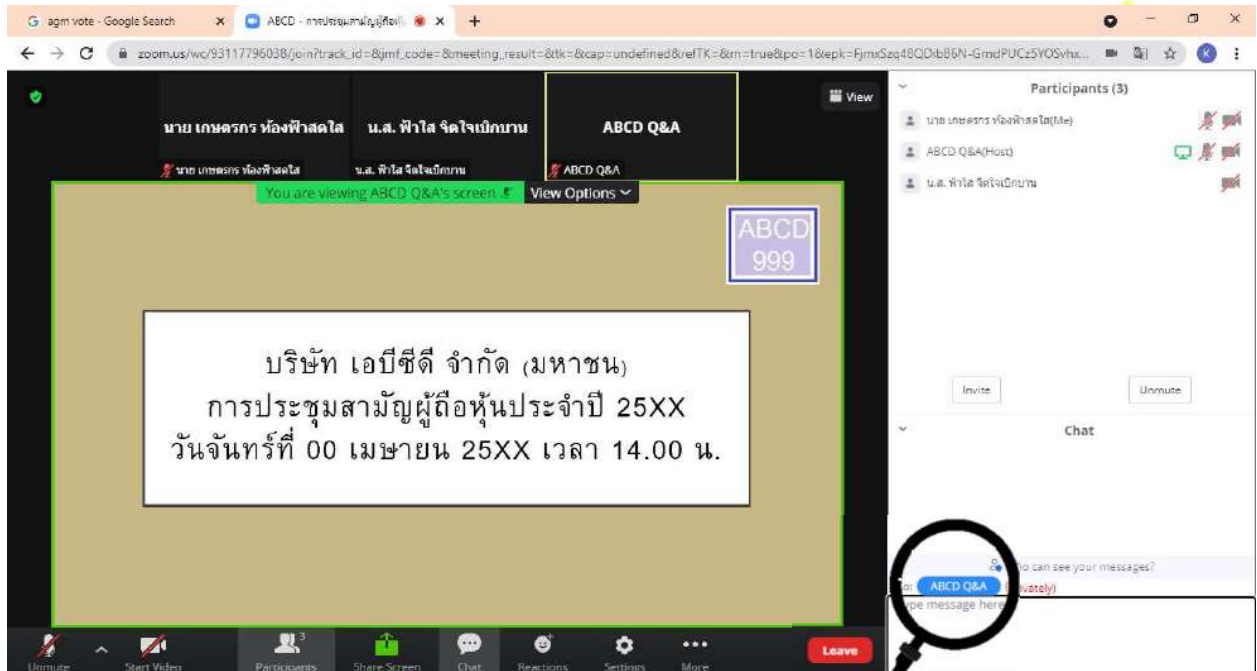 agm vote - Google Search
ABCD - การประชุมสามัญผู้ถือหุ้
zoom.us/wc/93117796038/join?track_id=&jmf_code=&meeting_result=&tk=&cap=undefined&refTK=&m=true&po=1&epk=
K
นาย เกษตรกร ท้องฟ้าสดใส
น.ส. ฟ้าใส จิตใจเบิกบาน
ABCD Q&A
View
นาย เกษตรกร ท้องฟ้าสดใส
น.ส. ฟ้าใส จิตใจเบิกบาน
ABCD Q&A
You are viewing ABCD Q&A's screen
View Options
ABCD
999
บริษัท เอบีซีดี จำกัด (มหาชน)
การประชุมสามัญผู้ถือหุ้นประจำปี 25XX
วันจันทร์ที่ 00 เมษายน 25XX เวลา 14.00 น.
Unmute
Start Video
Participants
3
Share Screen
Chat
Reactions
Settings
More
Leave
Participants (3)
นาย เกษตรกร ท้องฟ้าสดใส(Me)
ABCD Q&A(Host)
น.ส. ฟ้าใส จิตใจเบิกบาน
Invite
Unmute
Chat
can see your messages?
ABCD Q&A
message here